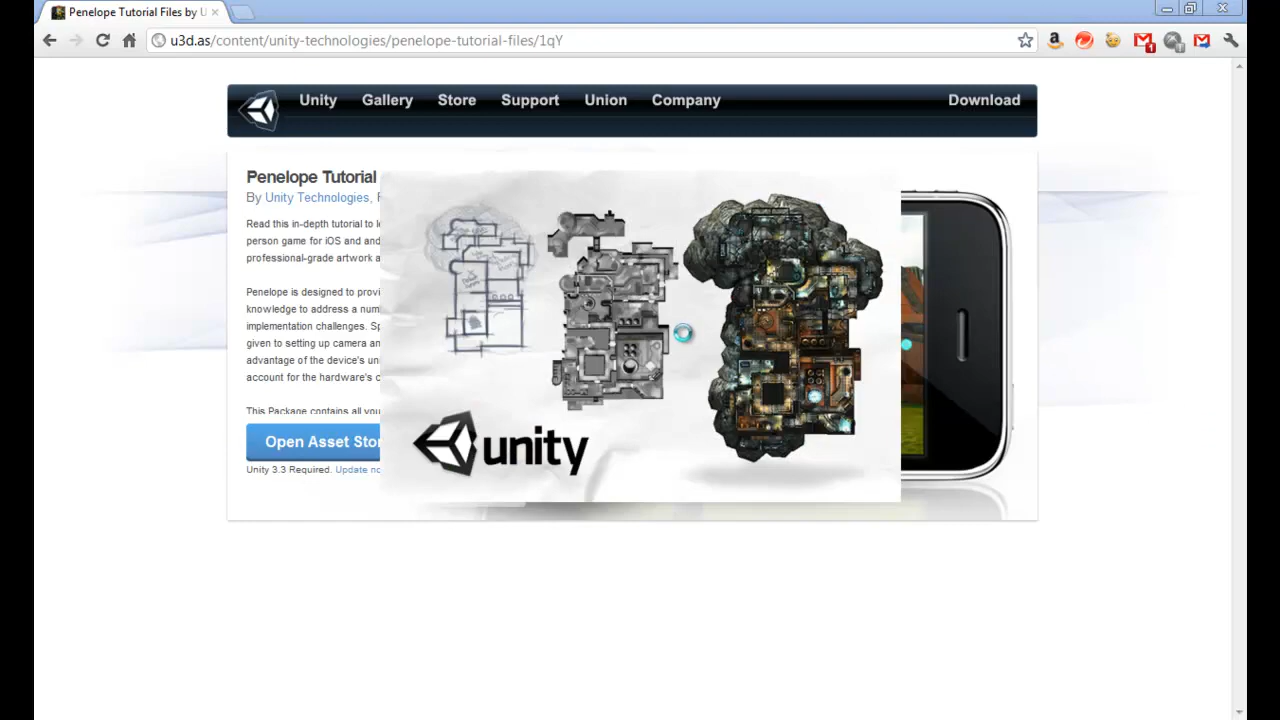 Penelope Tutorial Files by U
u3d.as/content/unity-technologies/penelope-tutorial-files/1qY
1
1
Unity Gallery Store Support Union Company Download
Penelope Tutorial
By Unity Technologies,
Read this in-depth tutorial to
person game for iOS and and
professional-grade artwork a
Penelope is designed to provi
knowledge to address a num
implementation challenges. Sp
given to setting up camera an
advantage of the device's un
account for the hardware's c
This Package contains all you
Open Asset Stor
Unity 3.3 Required. Update no
unity